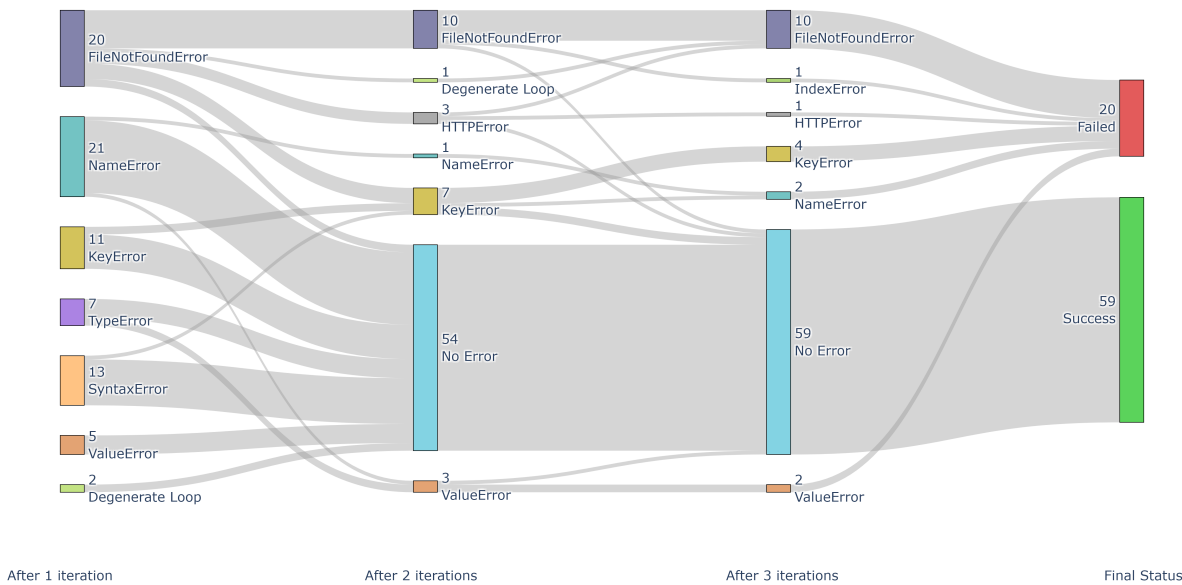 20
FileNotFoundError
21
NameError
11
KeyError
7
TypeError
13
SyntaxError
5
ValueError
2
Degenerate Loop
10
FileNotFoundError
1
Degenerate Loop
3
HTTPError
1
NameError
7
KeyError
54
No Error
3
ValueError
10
FileNotFoundError
1
IndexError
1
HTTPError
4
KeyError
2
NameError
59
No Error
2
ValueError
20
Failed
59
Success
After 1 iteration
After 2 iterations
After 3 iterations
Final Status